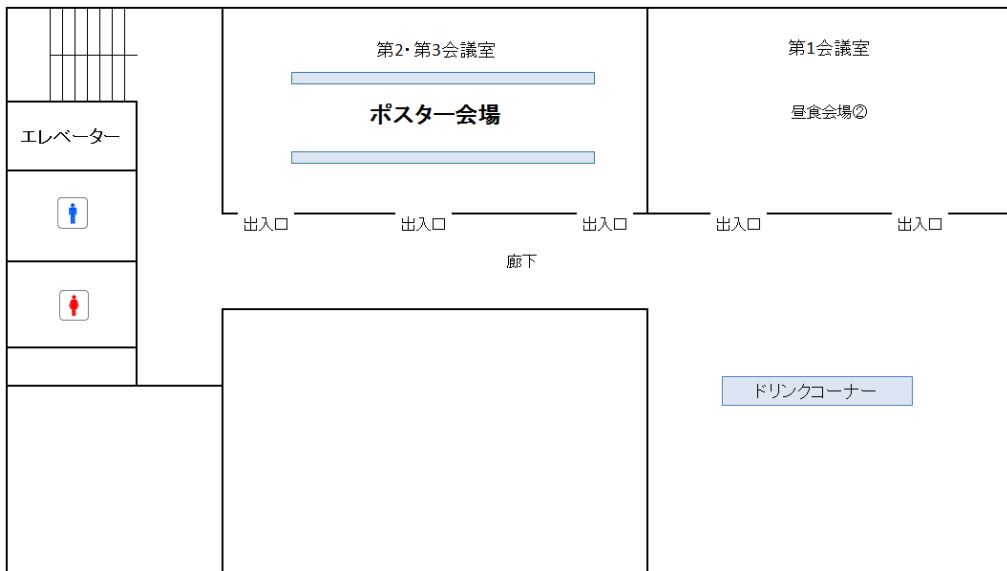 第2・第3会議室
第1会議室
ポスター会場
昼食会場②
エレベーター
出入口
出入口
出入口
出入口
出入口
廊下
ドリンクコーナー